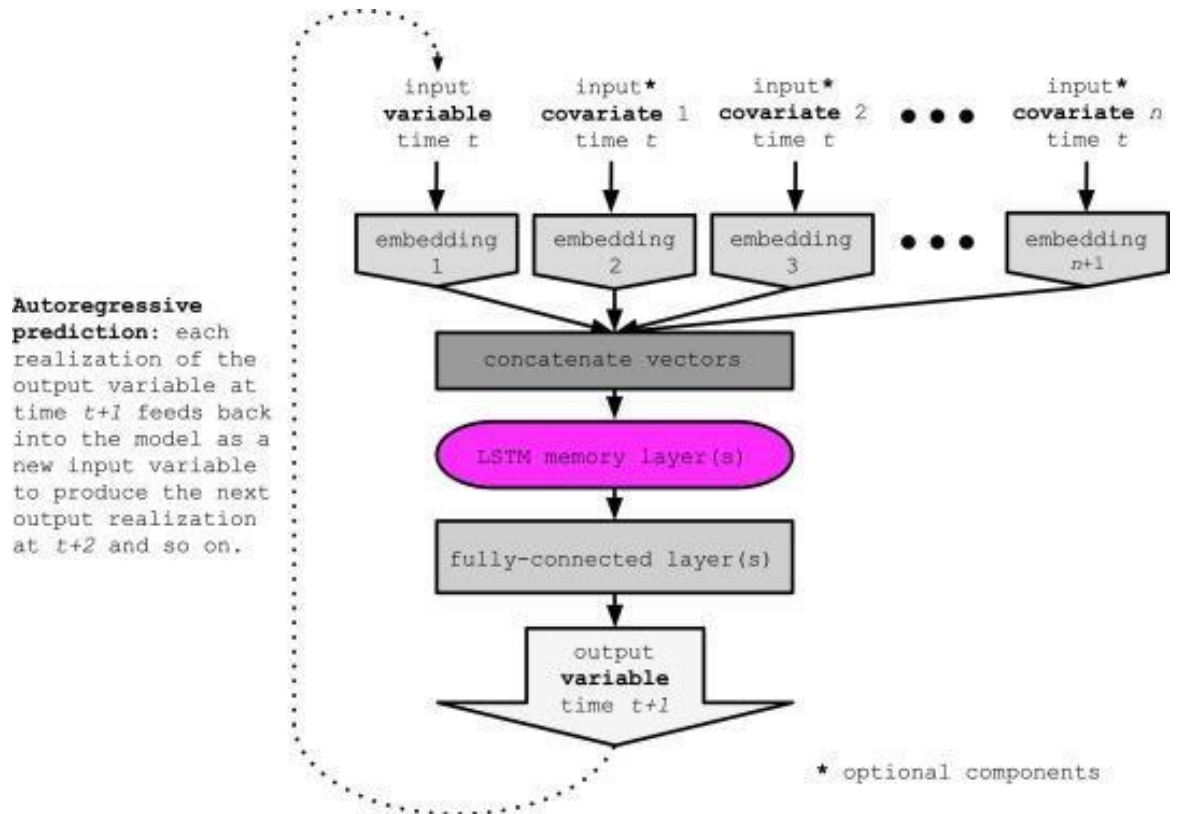 input
variable
time t
input*
covariate 1
time t
input*
covariate 2
time t
input*
covariate n
time t
embedding
1
embedding
2
embedding
3
embedding
n+1
concatenate vectors
LSTM memory layer(s)
fully-connected layer(s)
output
variable
time t+1
Autoregressive
prediction: each
realization of the
output variable at
time t+1 feeds back
into the model as a
new input variable
to produce the next
output realization
at t+2 and so on.
* optional components